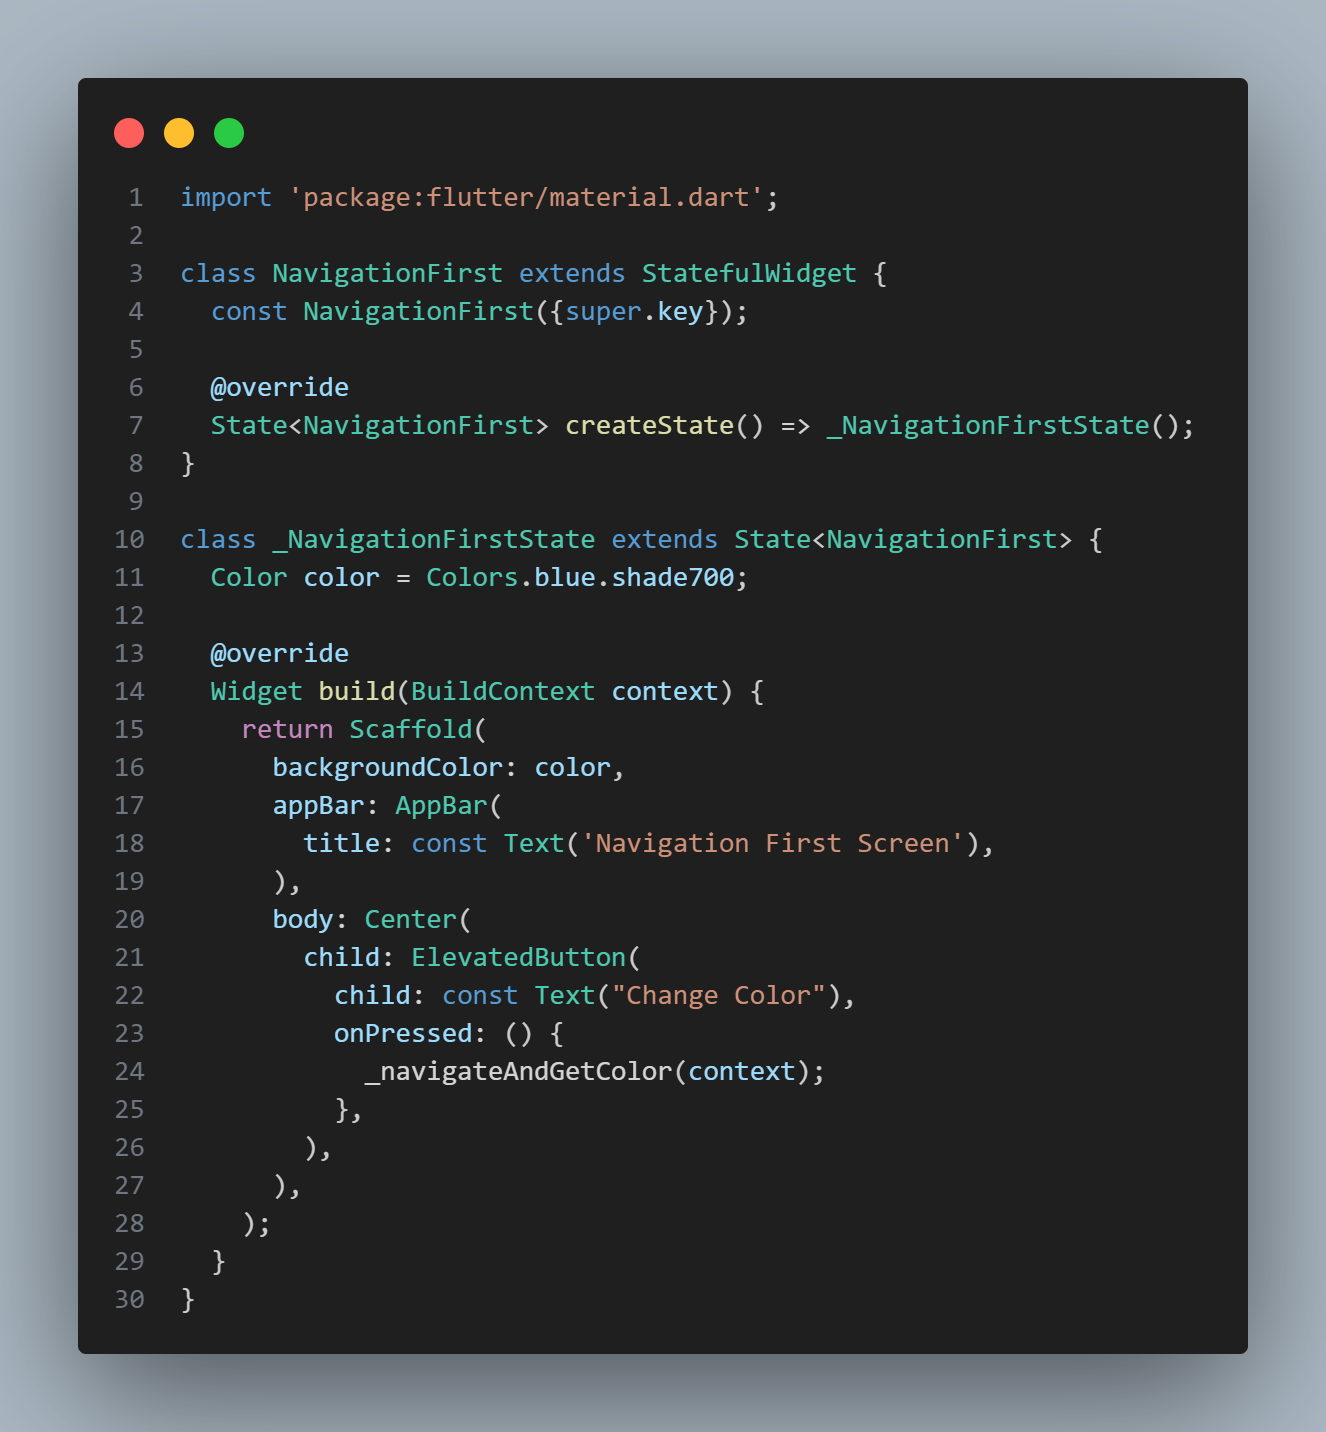 1 import 'package:flutter/material.dart';
2
3 class NavigationFirst extends StatefulWidget {
4   const NavigationFirst({super.key});
5
6   @override
7   State<NavigationFirst> createState() => _NavigationFirstState();
8 }
9
10 class _NavigationFirstState extends State<NavigationFirst> {
11   Color color = Colors.blue.shade700;
12
13   @override
14   Widget build(BuildContext context) {
15     return Scaffold(
16       backgroundColor: color,
17       appBar: AppBar(
18         title: const Text('Navigation First Screen'),
19       ),
20       body: Center(
21         child: ElevatedButton(
22           child: const Text("Change Color"),
23           onPressed: () {
24             _navigateAndGetColor(context);
25           },
26         ),
27       ),
28     );
29   }
30 }